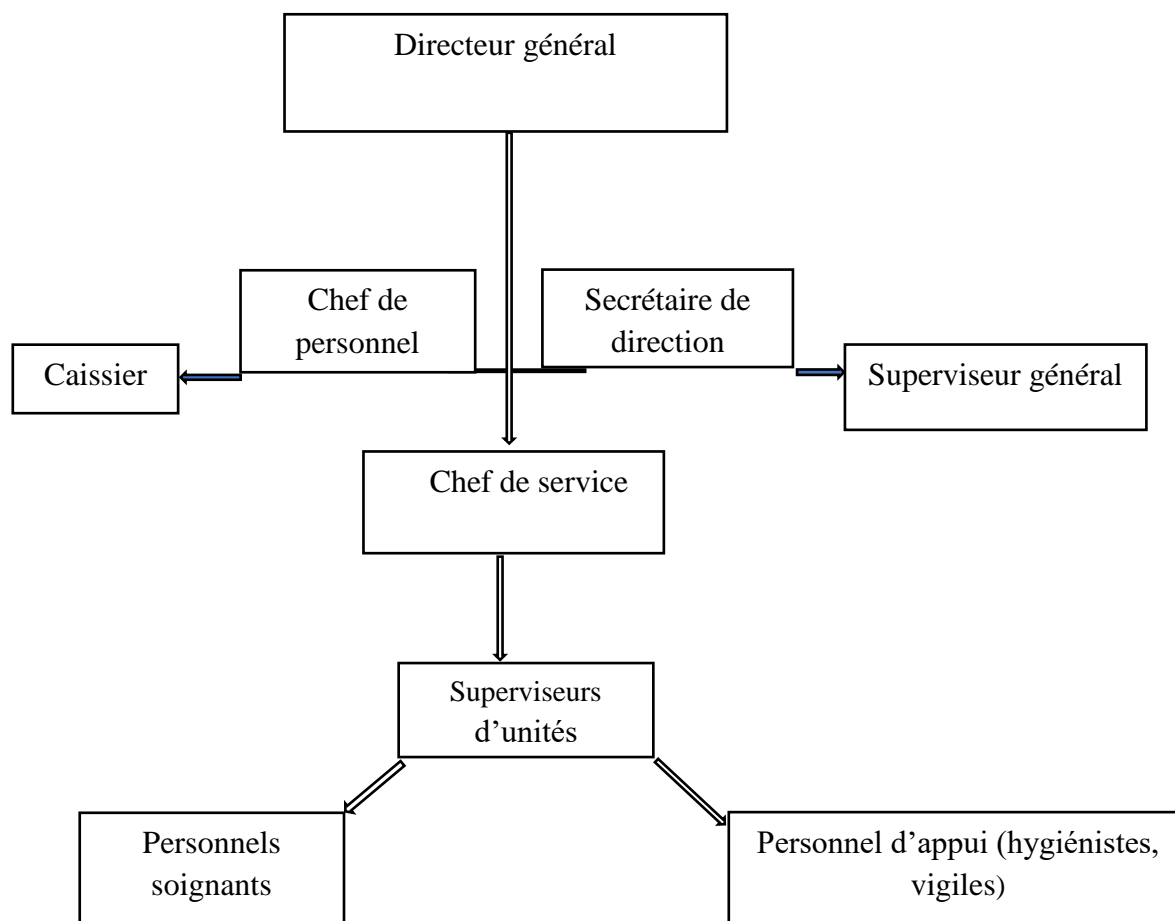 Directeur général
Chef de
personnel
Secrétaire de
direction
Caissier
Superviseur général
Chef de service
Superviseurs
d’unités
Personnels
soignants
Personnel d’appui (hygiénistes,
vigiles)